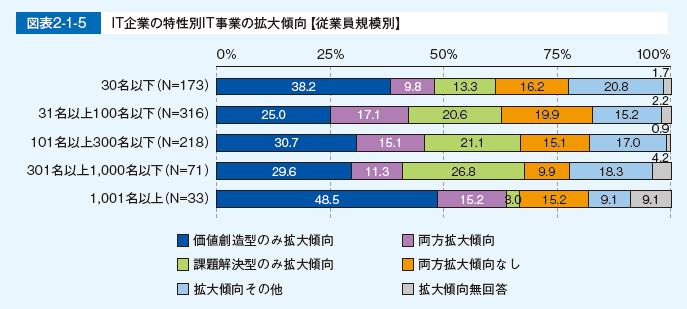 図表2-1-5 IT企業の特性別IT事業の拡大傾向【従業員規模別】
0% 25% 50% 75% 100%
30名以下（N=173） 38.2 9.8 13.3 16.2 20.8 1.7
31名以上100名以下（N=316） 25.0 17.1 20.6 19.9 15.2 2.2
101名以上300名以下（N=218） 30.7 15.1 21.1 15.1 17.0 0.9
301名以上1,000名以下（N=71） 29.6 11.3 26.8 9.9 18.3 4.2
1,001名以上（N=33） 48.5 15.2 3.0 15.2 9.1 9.1
価値創造型のみ拡大傾向 両方拡大傾向
課題解決型のみ拡大傾向 両方拡大傾向なし
拡大傾向その他 拡大傾向無回答